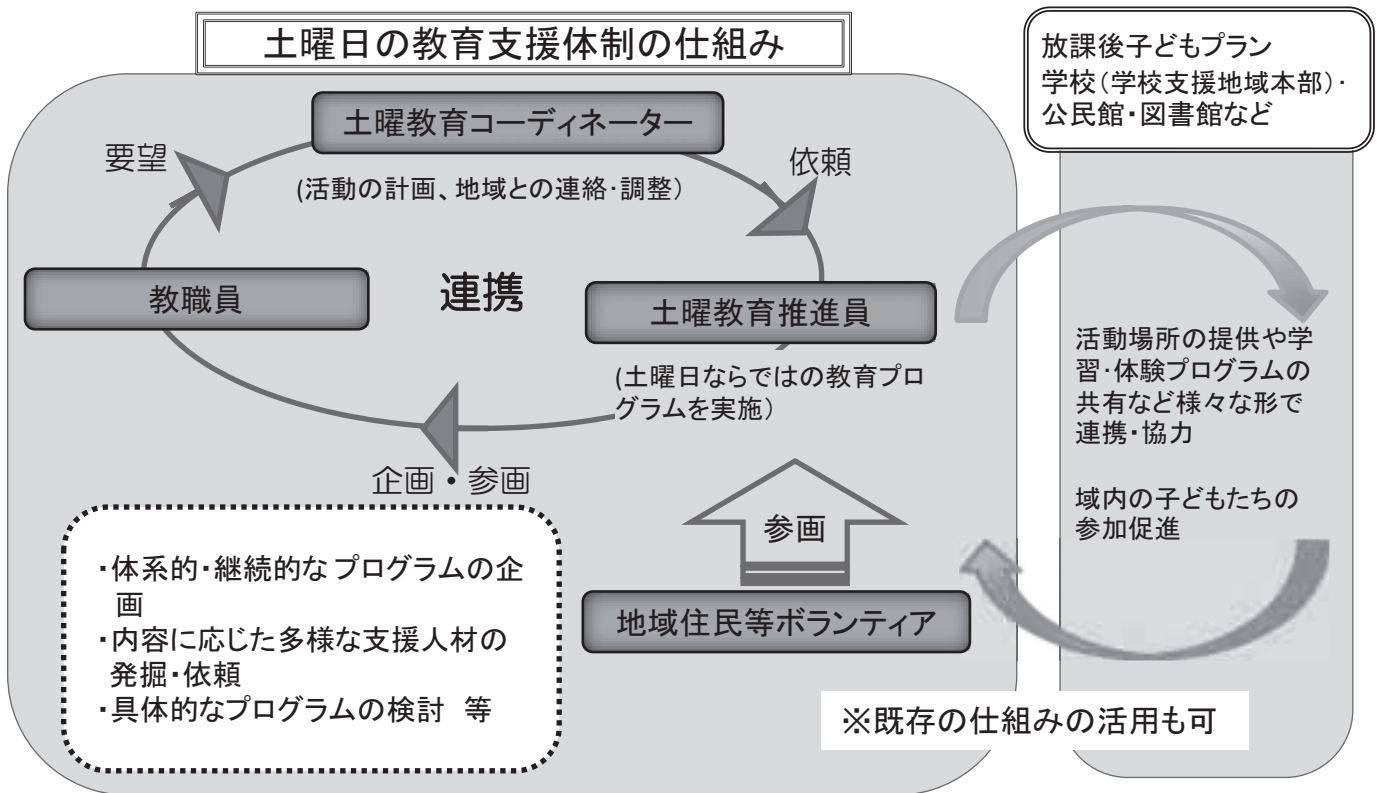 土曜日の教育支援体制の仕組み
放課後子どもプラン
学校(学校支援地域本部)・
公民館・図書館など
土曜教育コーディネーター
要望
依頼
(活動の計画、地域との連絡・調整)
教職員
連携
土曜教育推進員
(土曜日ならではの教育プロ
グラムを実施)
企画・参画
活動場所の提供や学
習・体験プログラムの
共有など様々な形で
連携・協力
域内の子どもたちの
参加促進
参画
地域住民等ボランティア
・体系的・継続的なプログラムの企
画
・内容に応じた多様な支援人材の
発掘・依頼
・具体的なプログラムの検討 等
※既存の仕組みの活用も可